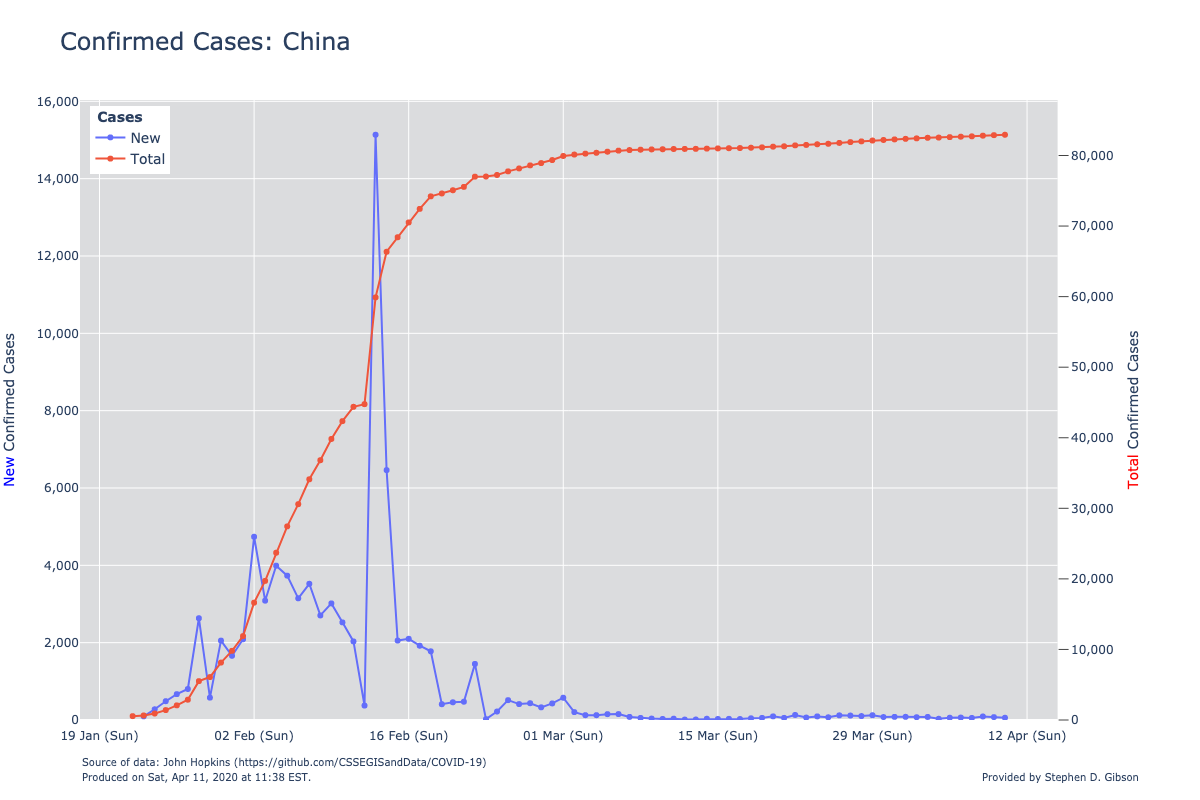 Confirmed Cases: China
16,000
14,000
12,000
10,000
8,000
6,000
4,000
2,000
0
New Confirmed Cases
Cases
New
Total
80,000
70,000
60,000
50,000
40,000
30,000
20,000
10,000
0
Total Confirmed Cases
19 Jan (Sun) 02 Feb (Sun) 16 Feb (Sun) 01 Mar (Sun) 15 Mar (Sun) 29 Mar (Sun) 12 Apr (Sun)
Source of data: John Hopkins (https://github.com/CSSEGISandData/COVID-19)
Produced on Sat, Apr 11, 2020 at 11:38 EST.
Provided by Stephen D. Gibson